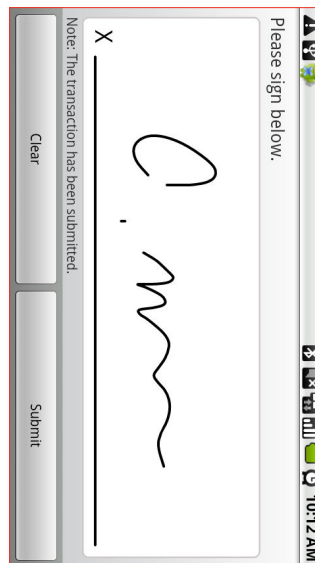 10:12 AM
Please sign below.
X
Note: The transaction has been submitted.
Clear
Submit